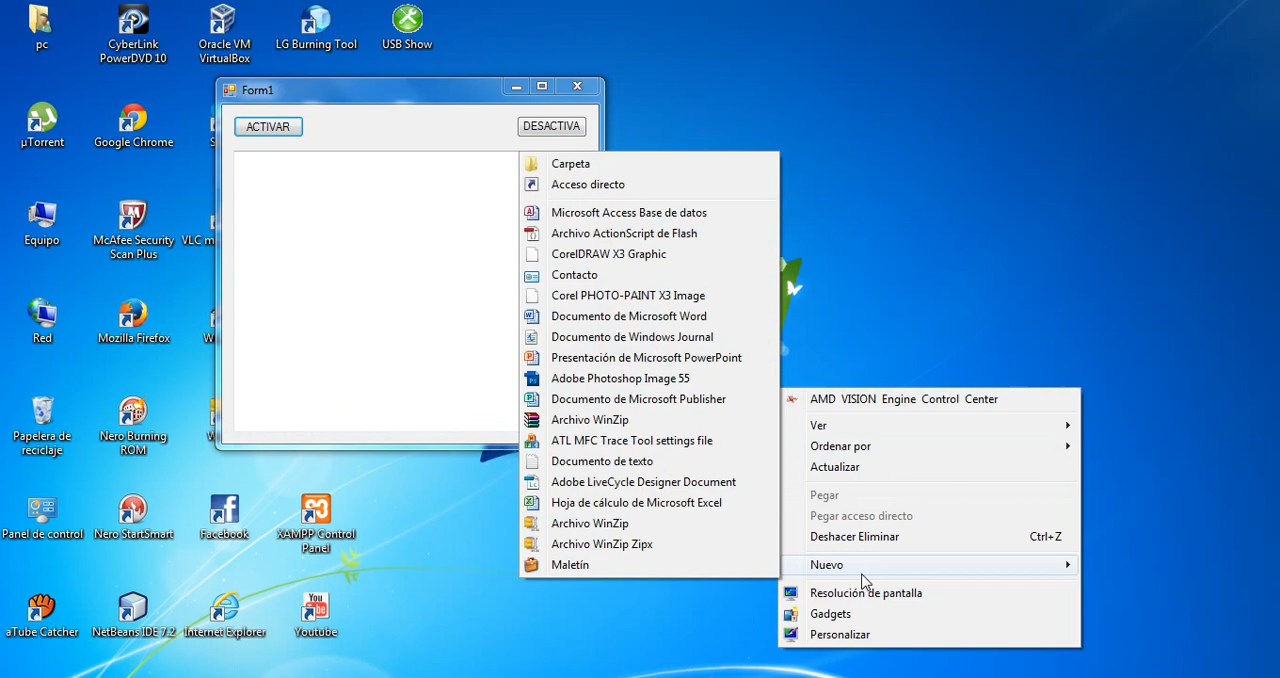 pc
CyberLink
PowerDVD 10
Oracle VM
VirtualBox
LG Burning Tool
USB Show
Form1
ACTIVAR
DESACTIVA
µTorrent
Google Chrome
Equipo
McAfee Security
Scan Plus
VLC m
Red
Mozilla Firefox
Papelera de
reciclaje
Nero Burning
ROM
Panel de control
Nero StartSmart
Facebook
XAMPP Control
Panel
aTube Catcher
NetBeans IDE 7.2
Internet Explorer
You
Tube
Youtube
Carpeta
Acceso directo
Microsoft Access Base de datos
Archivo ActionScript de Flash
CorelDRAW X3 Graphic
Contacto
Corel PHOTO-PAINT X3 Image
Documento de Microsoft Word
Documento de Windows Journal
Presentación de Microsoft PowerPoint
Adobe Photoshop Image 55
Documento de Microsoft Publisher
Archivo WinZip
ATL MFC Trace Tool settings file
Documento de texto
Adobe LiveCycle Designer Document
Hoja de cálculo de Microsoft Excel
Archivo WinZip
Archivo WinZip Zipx
Maletín
AMD VISION Engine Control Center
Ver
Ordenar por
Actualizar
Pegar
Pegar acceso directo
Deshacer Eliminar Ctrl+Z
Nuevo
Resolución de pantalla
Gadgets
Personalizar